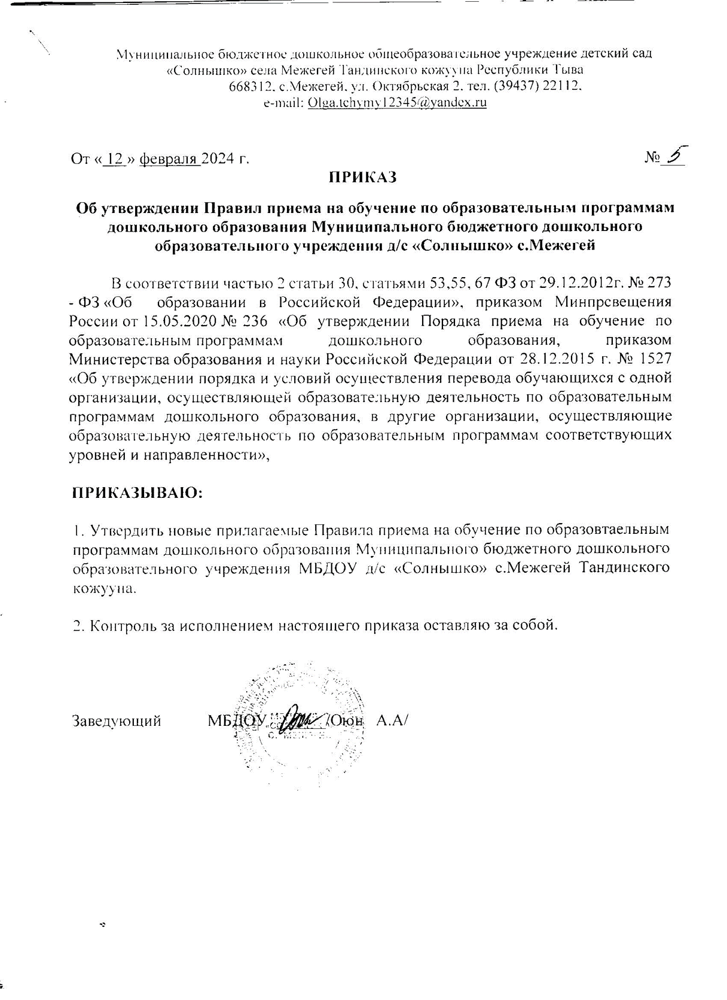 Муниципальное бюджетное дошкольное общеобразовательное учреждение детский сад
«Солнышко» села Межегей Тандинского кожууна Республики Тыва
668312, с.Межегей, ул. Октябрьская 2, тел. (39437) 22112,
e-mail: Olga.tchymy12345@yandex.ru
От « 12 » февраля 2024 г. № 5
ПРИКАЗ
Об утверждении Правил приема на обучение по образовательным программам
дошкольного образования Муниципального бюджетного дошкольного
образовательного учреждения д/с «Солнышко» с.Межегей
В соответствии частью 2 статьи 30, статьями 53,55, 67 ФЗ от 29.12.2012г. № 273
- ФЗ «Об образовании в Российской Федерации», приказом Минпрсвещения
России от 15.05.2020 № 236 «Об утверждении Порядка приема на обучение по
образовательным программам дошкольного образования, приказом
Министерства образования и науки Российской Федерации от 28.12.2015 г. № 1527
«Об утверждении порядка и условий осуществления перевода обучающихся с одной
организации, осуществляющей образовательную деятельность по образовательным
программам дошкольного образования, в другие организации, осуществляющие
образовательную деятельность по образовательным программам соответствующих
уровней и направленности»,
ПРИКАЗЫВАЮ:
1. Утвердить новые прилагаемые Правила приема на обучение по образовтаельным
программам дошкольного образования Муниципального бюджетного дошкольного
образовательного учреждения МБДОУ д/с «Солнышко» с.Межегей Тандинского
кожууна.
2. Контроль за исполнением настоящего приказа оставляю за собой.
Заведующий МБДОУ /Оюн А.А/